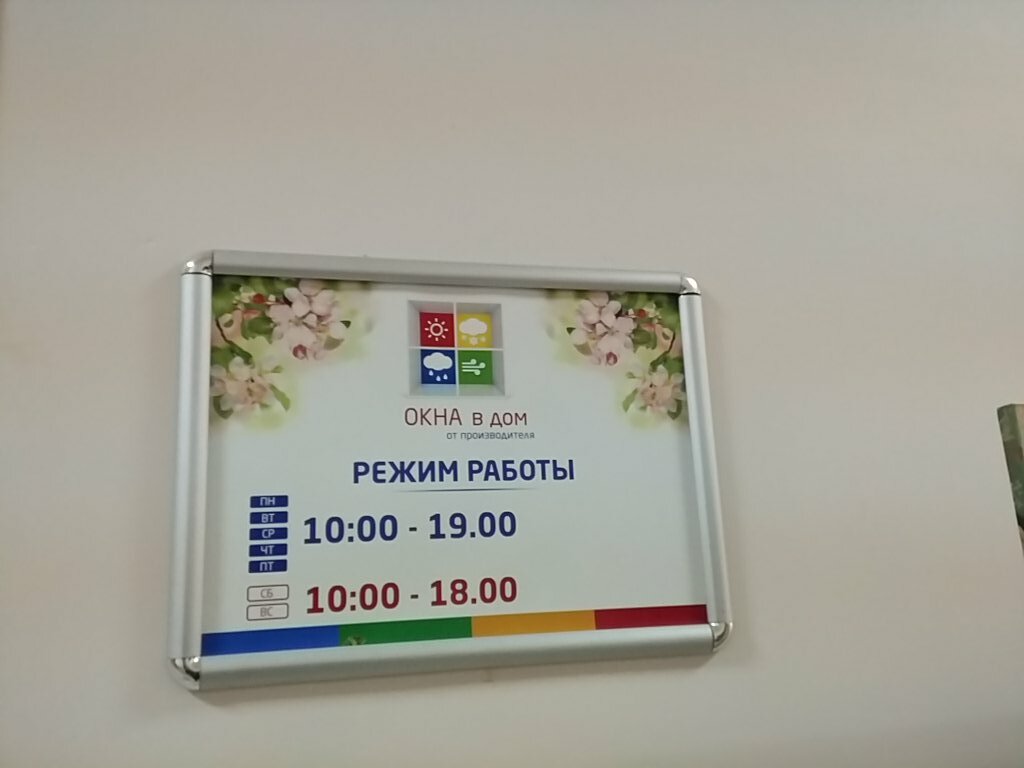 ОКНА В ДОМ
от производителя
РЕЖИМ РАБОТЫ
ПН
ВТ
СР
ЧТ
ПТ
10:00 - 19.00
СБ
ВС
10:00 - 18.00